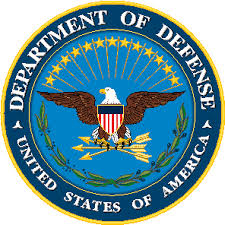 DEPARTMENT OF DEFENSE
UNITED STATES OF AMERICA